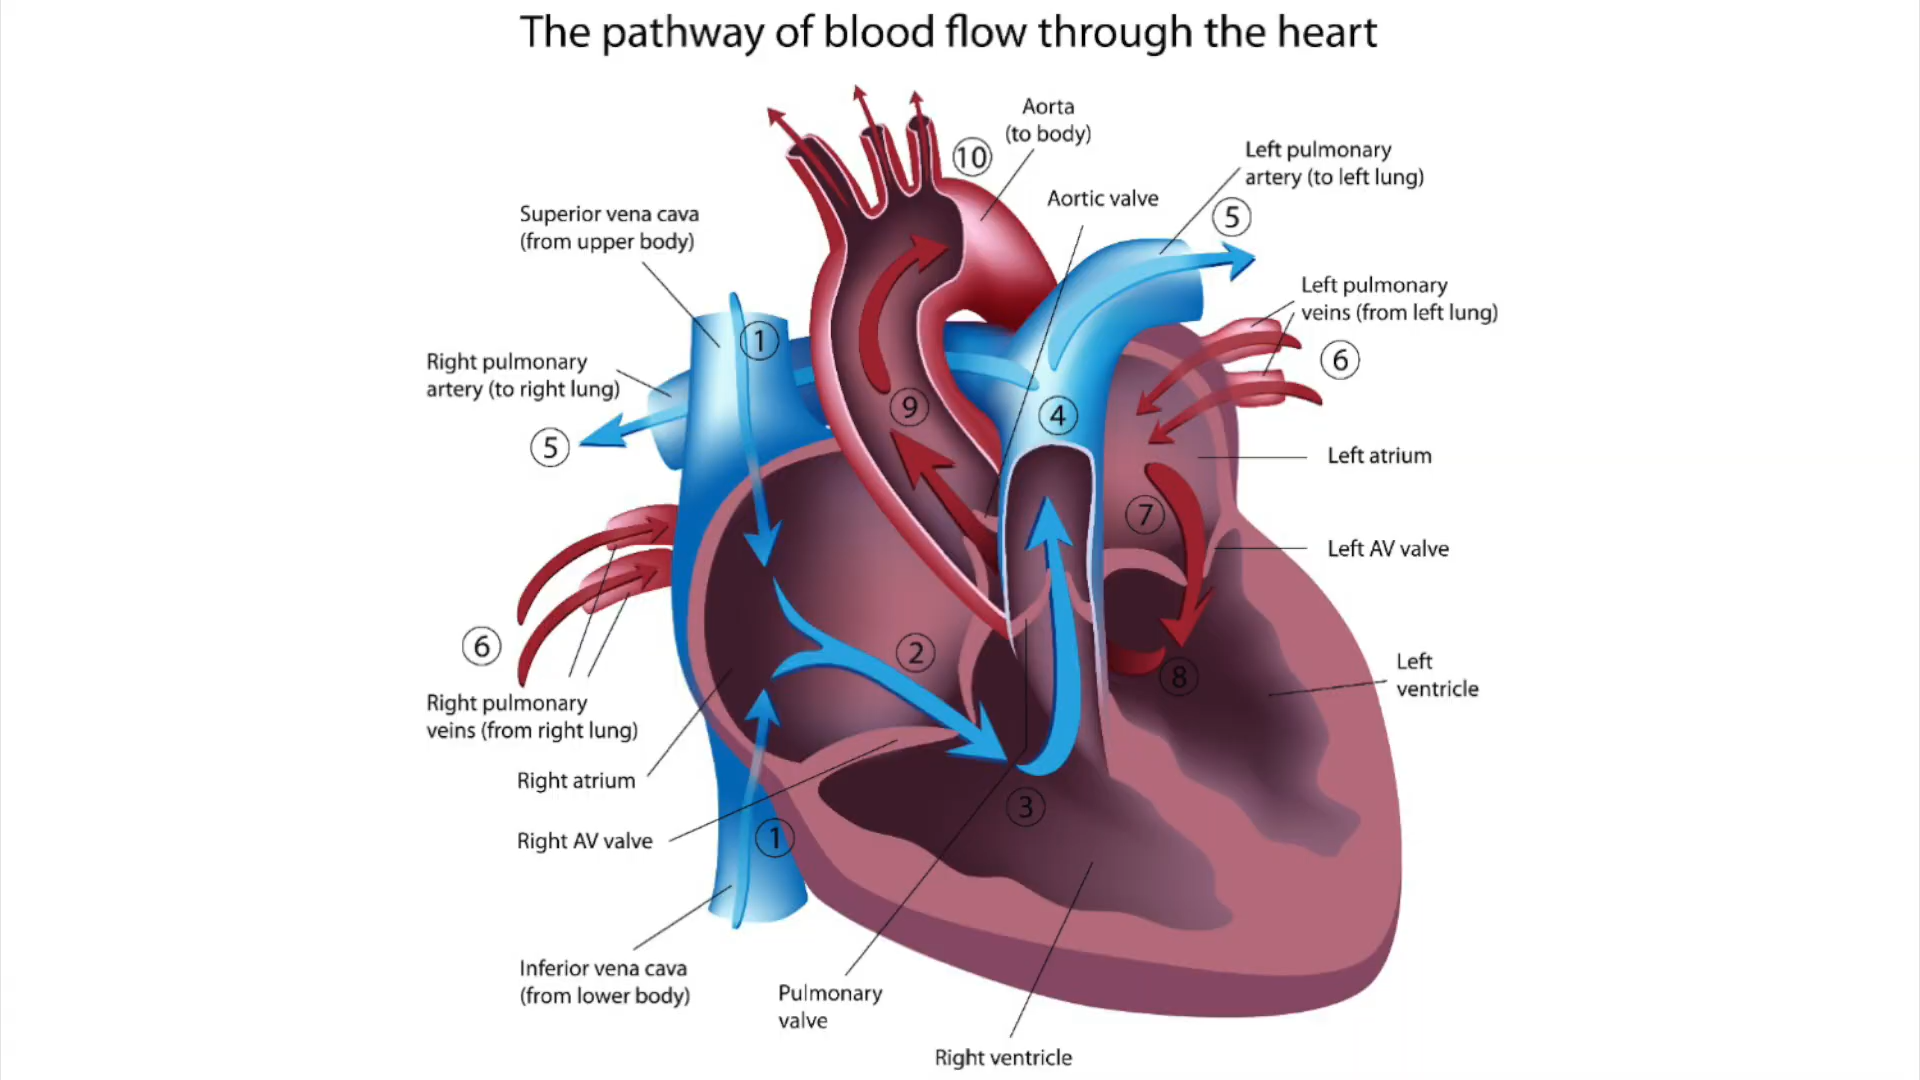 The pathway of blood flow through the heart
Aorta
(to body)
10
Left pulmonary
artery (to left lung)
5
Aortic valve
Superior vena cava
(from upper body)
1
Left pulmonary
veins (from left lung)
6
Right pulmonary
artery (to right lung)
5
9
4
Left atrium
7
Left AV valve
6
2
Left
ventricle
8
Right pulmonary
veins (from right lung)
Right atrium
3
Right AV valve
1
Inferior vena cava
(from lower body)
Pulmonary
valve
Right ventricle